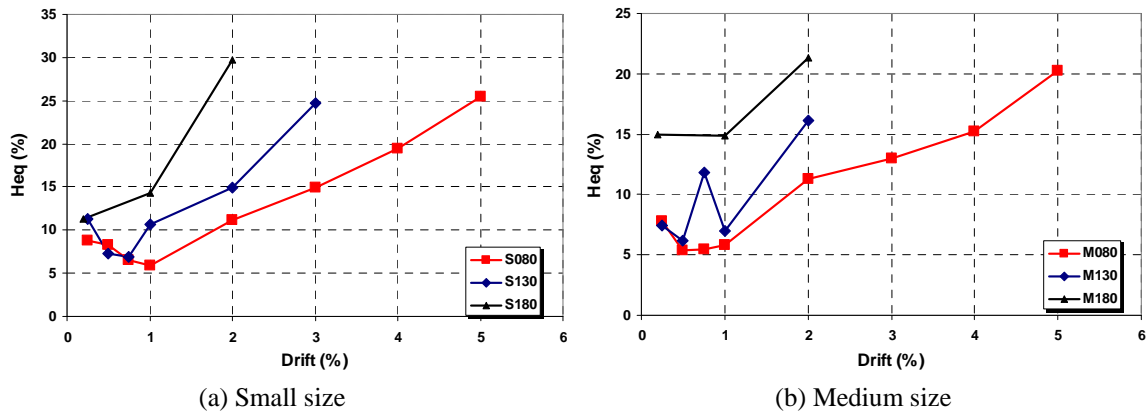 35
30
25
20
15
10
5
0
Heq (%)
0 1 2 3 4 5 6
Drift (%)
S080
S130
S180
(a) Small size
25
20
15
10
5
0
Heq (%)
0 1 2 3 4 5 6
Drift (%)
M080
M130
M180
(b) Medium size